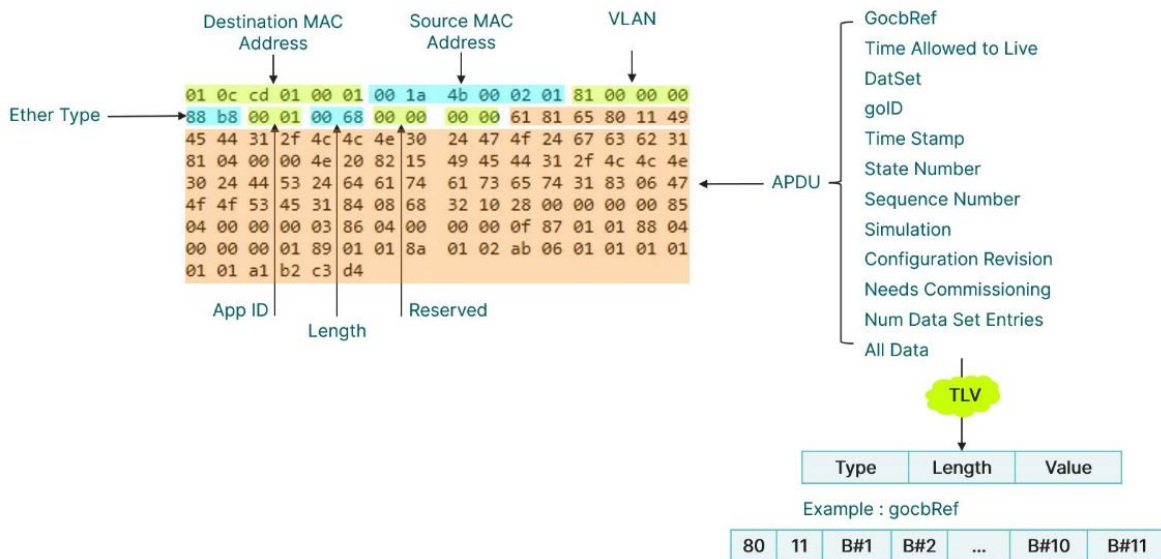 Destination MAC
Address
Source MAC
Address
VLAN
Ether Type
01 0c cd 01 00 01 00 1a 4b 00 02 01 81 00 00 00
88 b8 00 01 00 68 00 00 00 00 61 81 65 80 11 49
45 44 31 2f 4c 4c 4e 30 24 47 4f 24 67 63 62 31
81 04 00 00 4e 20 82 15 49 45 44 31 2f 4c 4c 4e
30 24 44 53 24 64 61 74 61 73 65 74 31 83 06 47
4f 4f 53 45 31 84 08 68 32 10 28 00 00 00 00 85
04 00 00 00 03 86 04 00 00 00 0f 87 01 01 88 04
00 00 00 01 89 01 01 8a 01 02 ab 06 01 01 01 01
01 01 a1 b2 c3 d4
App ID
Length
Reserved
APDU
GocbRef
Time Allowed to Live
DatSet
goID
Time Stamp
State Number
Sequence Number
Simulation
Configuration Revision
Needs Commissioning
Num Data Set Entries
All Data
TLV
Type Length Value
Example : gocbRef
80 11 B#1 B#2 ... B#10 B#11